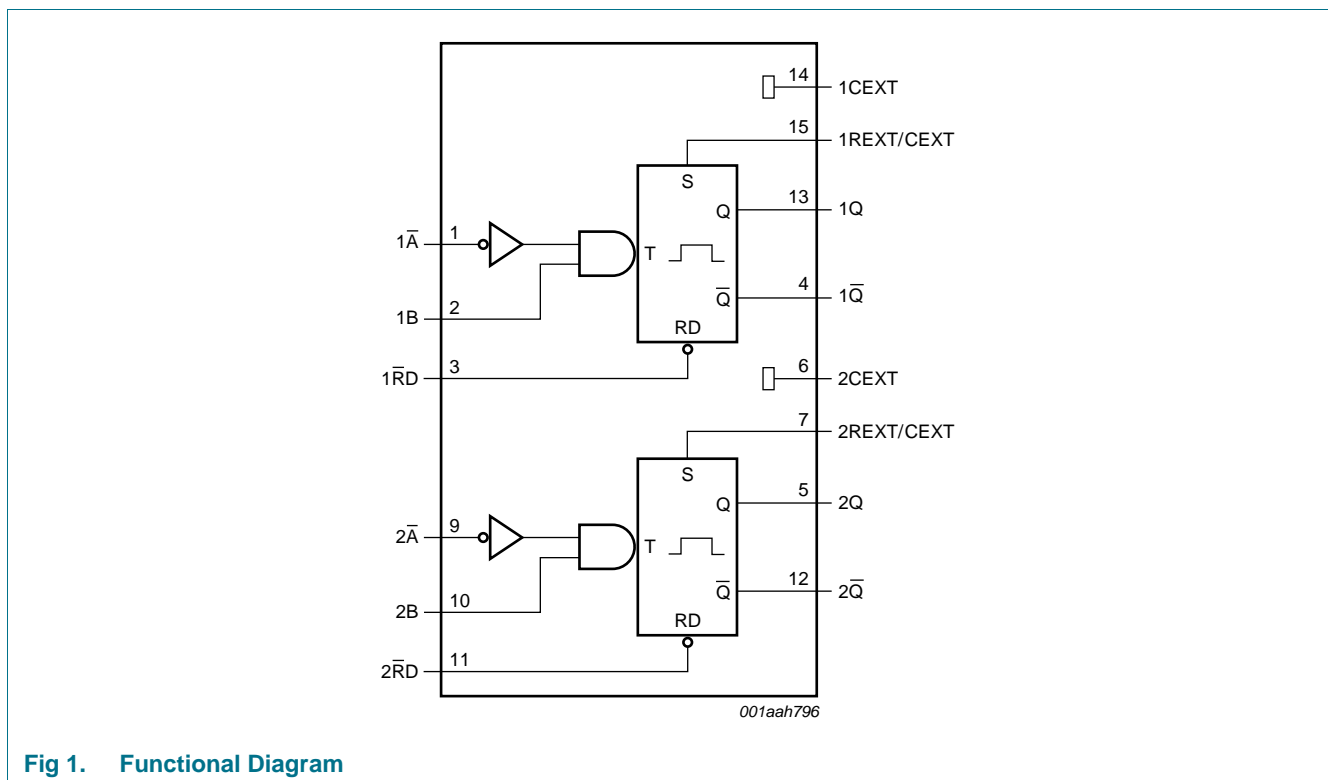 14
1CEXT
15
1REXT/CEXT
S
Q
13
1Q
1A̅
1
T
Q̅
4
1Q̅
1B
2
RD
1R̅D
3
6
2CEXT
7
2REXT/CEXT
S
Q
5
2Q
2A̅
9
T
Q̅
12
2Q̅
2B
10
RD
2R̅D
11
001aah796
Fig 1. Functional Diagram